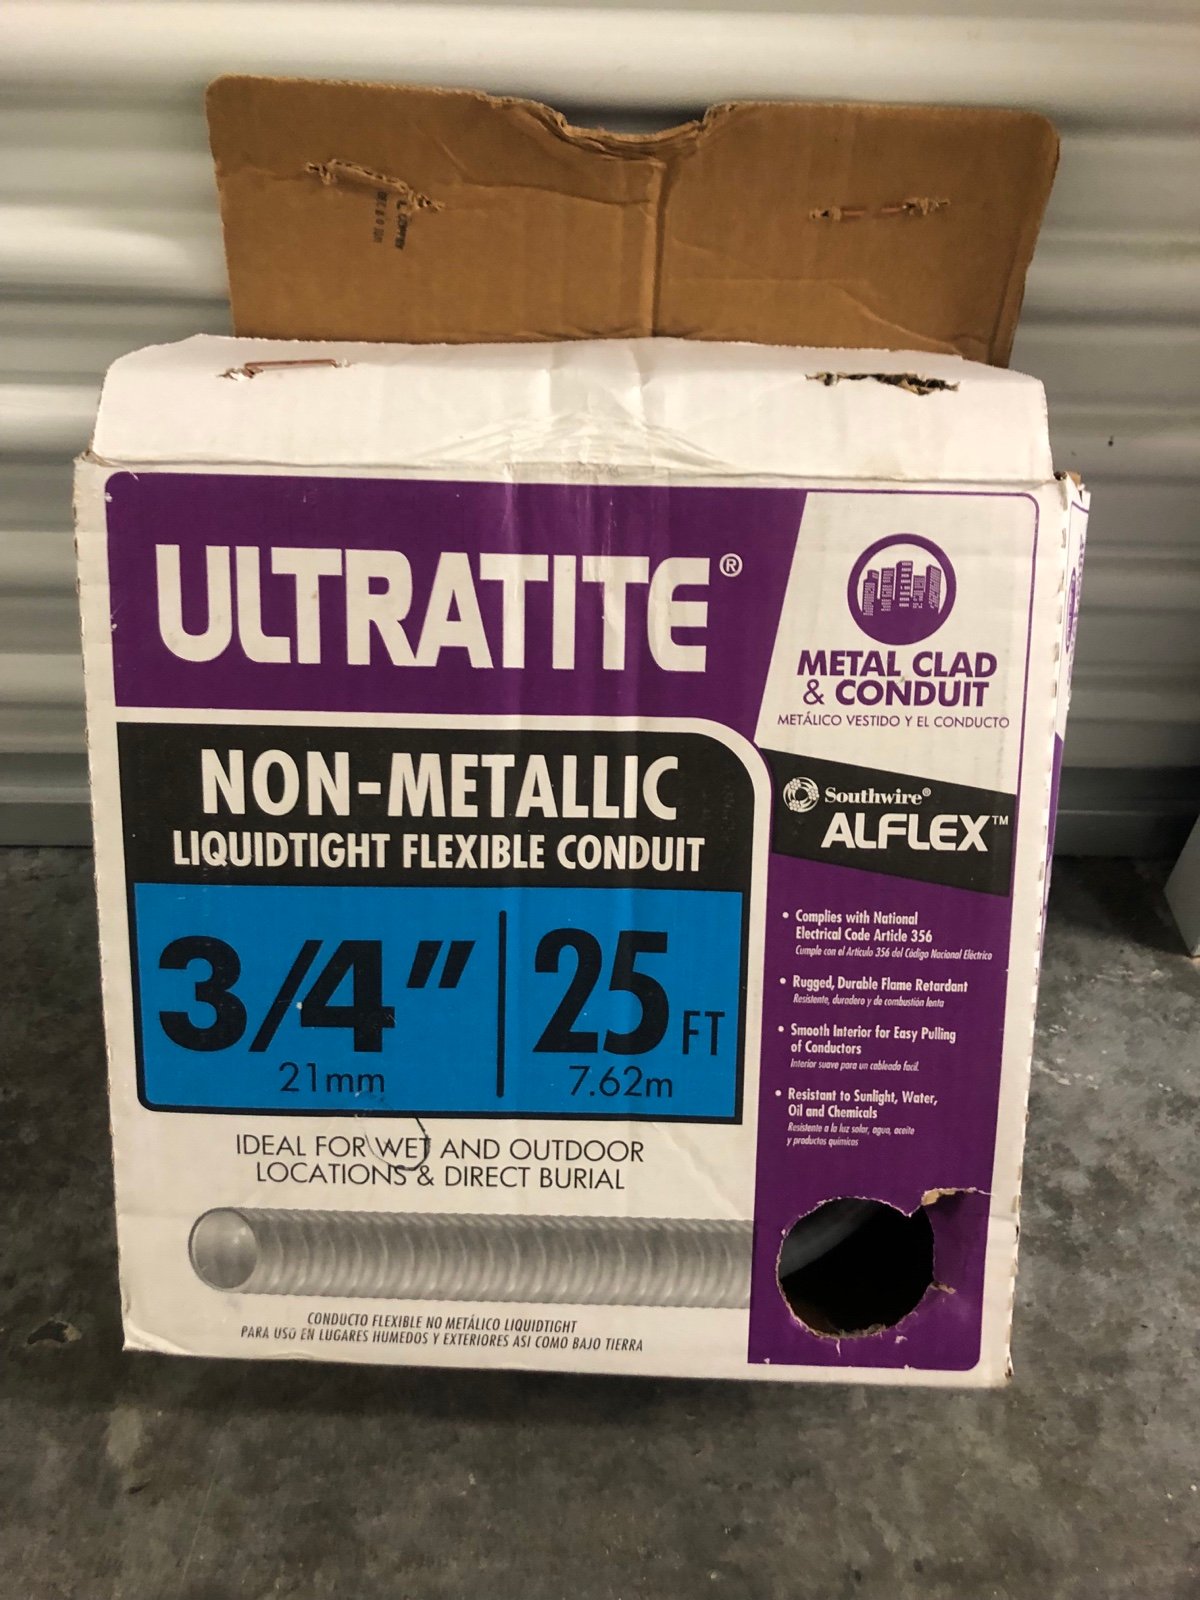 ULTRATITE®
METAL CLAD
& CONDUIT
METÁLICO VESTIDO Y EL CONDUCTO
NON-METALLIC
LIQUIDTIGHT FLEXIBLE CONDUIT
3/4" 25 FT
21mm 7.62m
IDEAL FOR WET AND OUTDOOR
LOCATIONS & DIRECT BURIAL
CONDUCTO FLEXIBLE NO METÁLICO LIQUIDTIGHT
PARA USO EN LUGARES HUMEDOS Y EXTERIORES ASI COMO BAJO TIERRA
Southwire®
ALFLEX™
• Complies with National
Electrical Code Article 356
Cumple con el Artículo 356 del Código Nacional Eléctrico
• Rugged, Durable Flame Retardant
Resistente, duradero y de combustión lenta
• Smooth Interior for Easy Pulling
of Conductors
Interior suave para un cableado facil.
• Resistant to Sunlight, Water,
Oil and Chemicals
Resistente a la luz solar, agua, aceite
y productos químicos